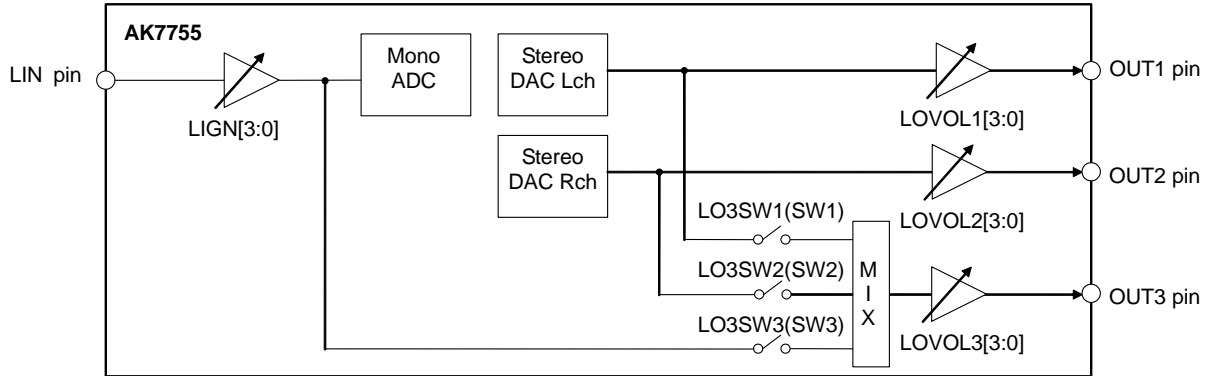 AK7755
LIN pin
LIGN[3:0]
Mono
ADC
Stereo
DAC Lch
Stereo
DAC Rch
LOVOL1[3:0]
OUT1 pin
LOVOL2[3:0]
OUT2 pin
LO3SW1(SW1)
LO3SW2(SW2)
LO3SW3(SW3)
M
I
X
LOVOL3[3:0]
OUT3 pin